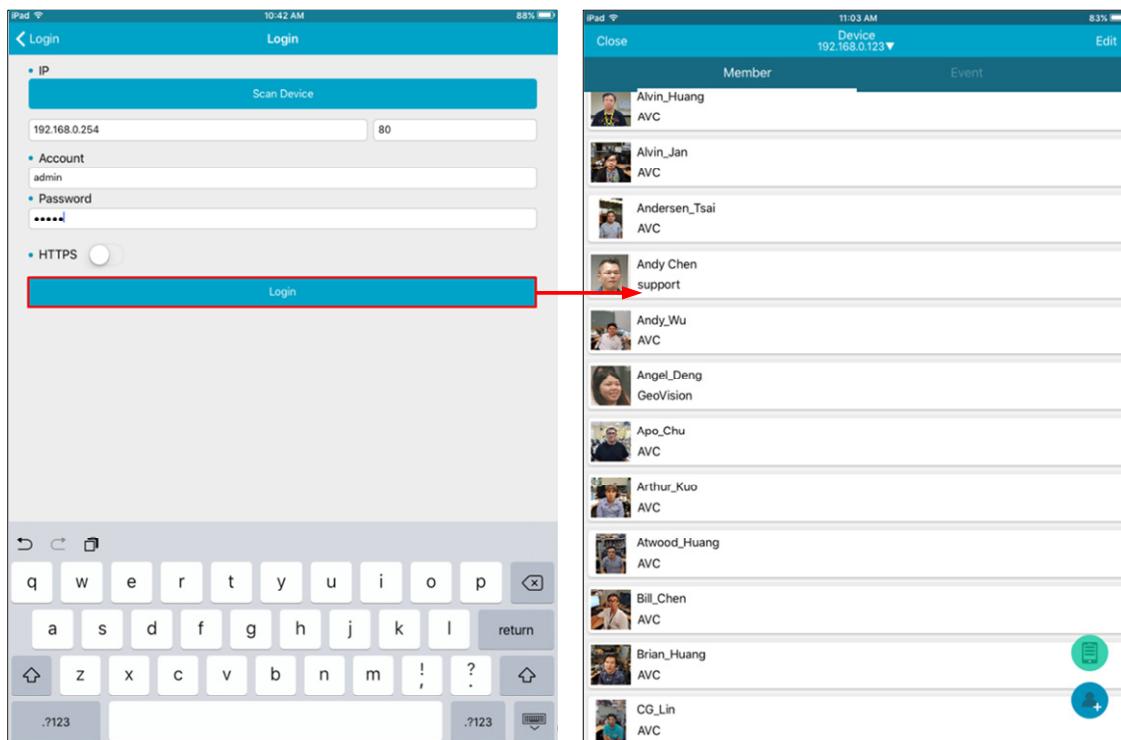 iPad 10:42 AM 88%
Login Login
IP
Scan Device
192.168.0.254 80
Account
admin
Password
•••••
HTTPS
Login
q w e r t y u i o p
a s d f g h j k l return
z x c v b n m ! , ? .
.?123 .?123
iPad 11:03 AM 83%
Close Device Edit
192.168.0.123▼
Member Event
Alvin_Huang
AVC
Alvin_Jan
AVC
Andersen_Tsai
AVC
Andy Chen
support
Andy_Wu
AVC
Angel_Deng
GeoVision
Apo_Chu
AVC
Arthur_Kuo
AVC
Atwood_Huang
AVC
Bill_Chen
AVC
Brian_Huang
AVC
CG_Lin
AVC